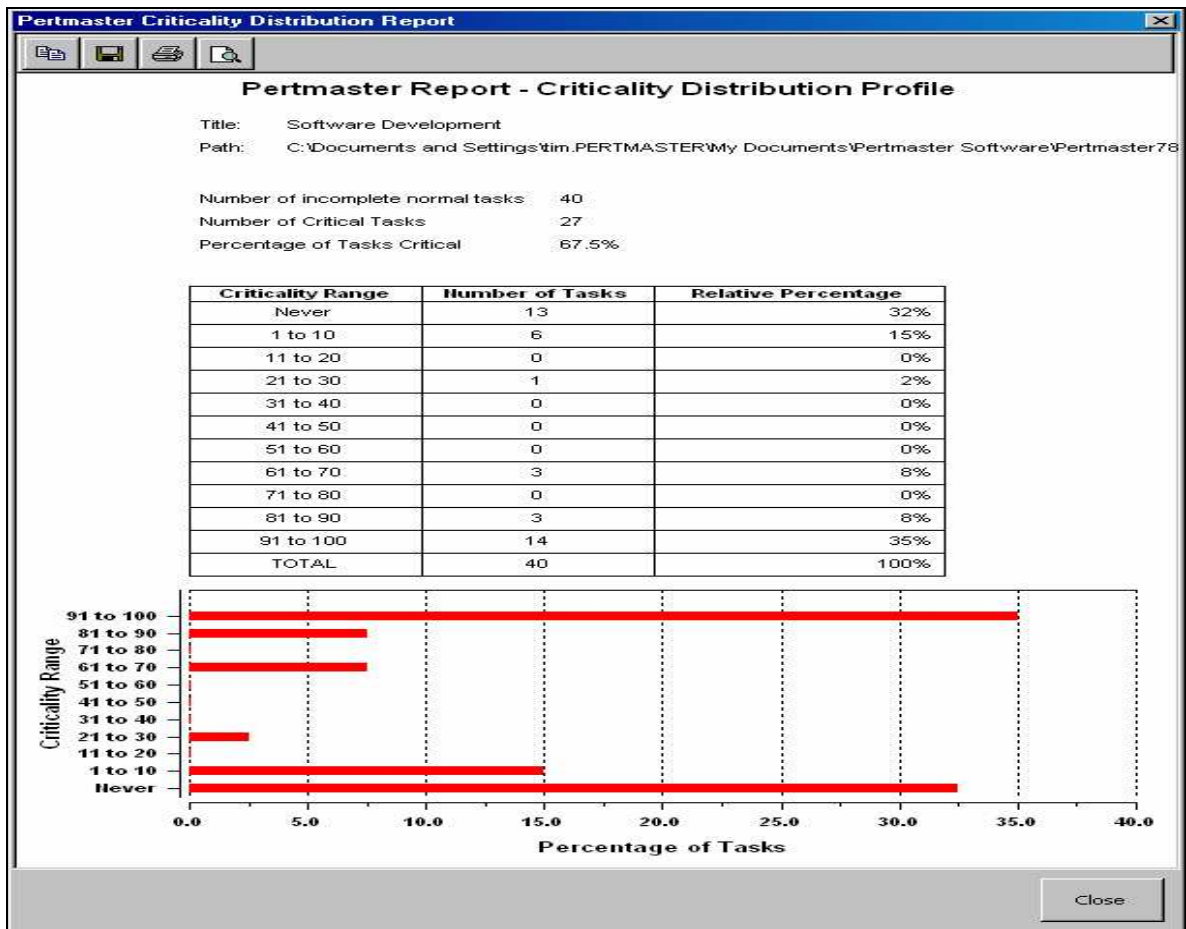 Pertmaster Criticality Distribution Report
Pertmaster Report - Criticality Distribution Profile
Title: Software Development
Path: C:\Documents and Settings\tim.PERTMASTER\My Documents\Pertmaster Software\Pertmaster78
Number of incomplete normal tasks 40
Number of Critical Tasks 27
Percentage of Tasks Critical 67.5%
Criticality Range Number of Tasks Relative Percentage
Never 13 32%
1 to 10 6 15%
11 to 20 0 0%
21 to 30 1 2%
31 to 40 0 0%
41 to 50 0 0%
51 to 60 0 0%
61 to 70 3 8%
71 to 80 0 0%
81 to 90 3 8%
91 to 100 14 35%
TOTAL 40 100%
Criticality Range
91 to 100
81 to 90
71 to 80
61 to 70
51 to 60
41 to 50
31 to 40
21 to 30
11 to 20
1 to 10
Never
0.0 5.0 10.0 15.0 20.0 25.0 30.0 35.0 40.0
Percentage of Tasks
Close